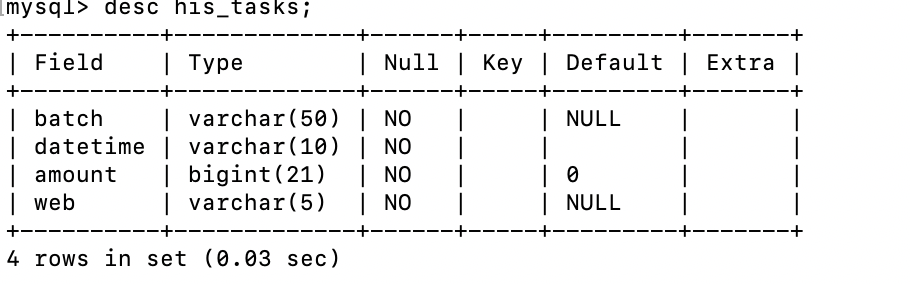 [mysql> desc his_tasks;
+----------+-------------+------+-----+---------+-------+
| Field    | Type        | Null | Key | Default | Extra |
+----------+-------------+------+-----+---------+-------+
| batch    | varchar(50) | NO   |     | NULL    |       |
| datetime | varchar(10) | NO   |     |         |       |
| amount   | bigint(21)  | NO   |     | 0       |       |
| web      | varchar(5)  | NO   |     | NULL    |       |
+----------+-------------+------+-----+---------+-------+
4 rows in set (0.03 sec)